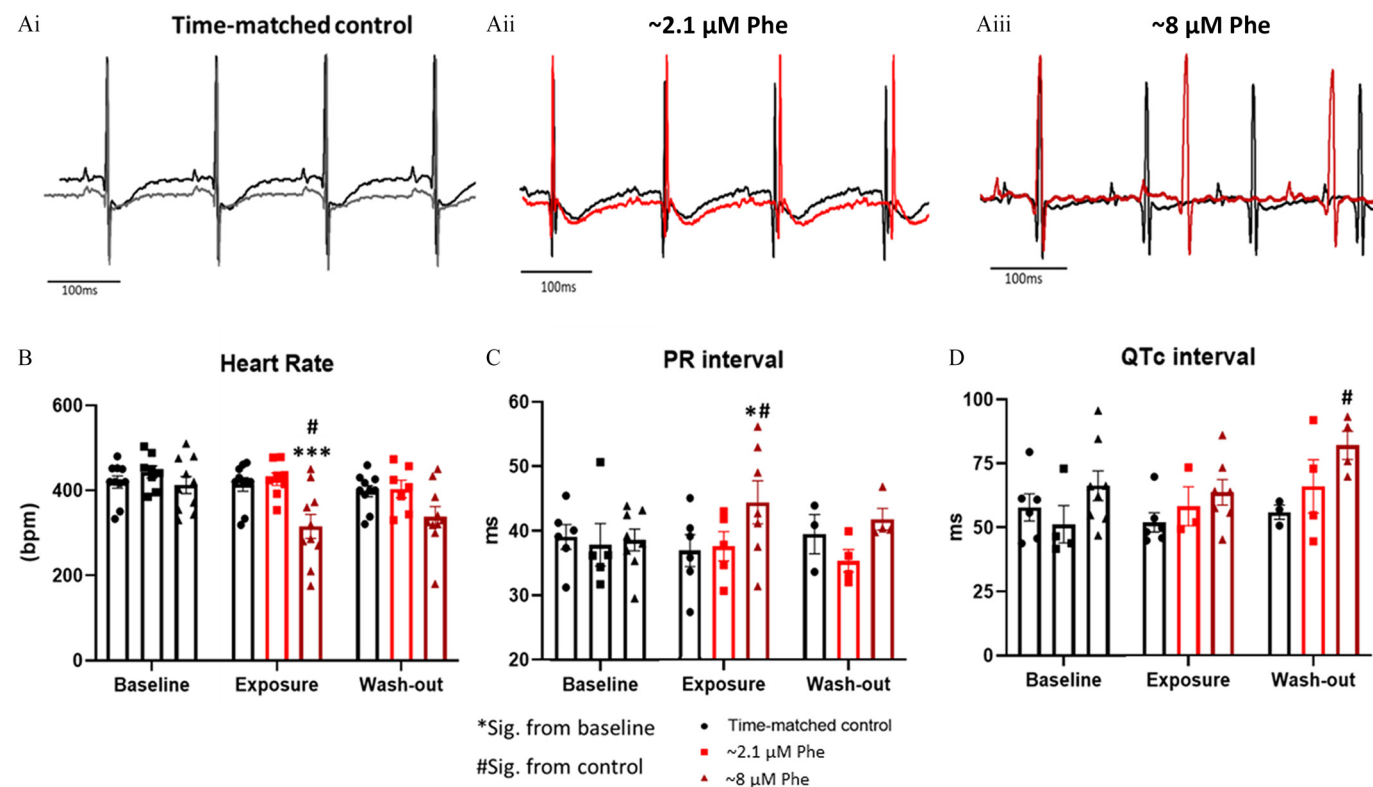 Ai
Time-matched control
Aii
~2.1 µM Phe
Aiii
~8 µM Phe
100ms
100ms
100ms
B
Heart Rate
(bpm)
600
400
200
0
#
***
Baseline
Exposure
Wash-out
C
PR interval
ms
60
50
40
30
20
*#
Baseline
Exposure
Wash-out
D
QTc interval
ms
100
75
50
25
0
#
Baseline
Exposure
Wash-out
*Sig. from baseline
#Sig. from control
Time-matched control
~2.1 µM Phe
~8 µM Phe